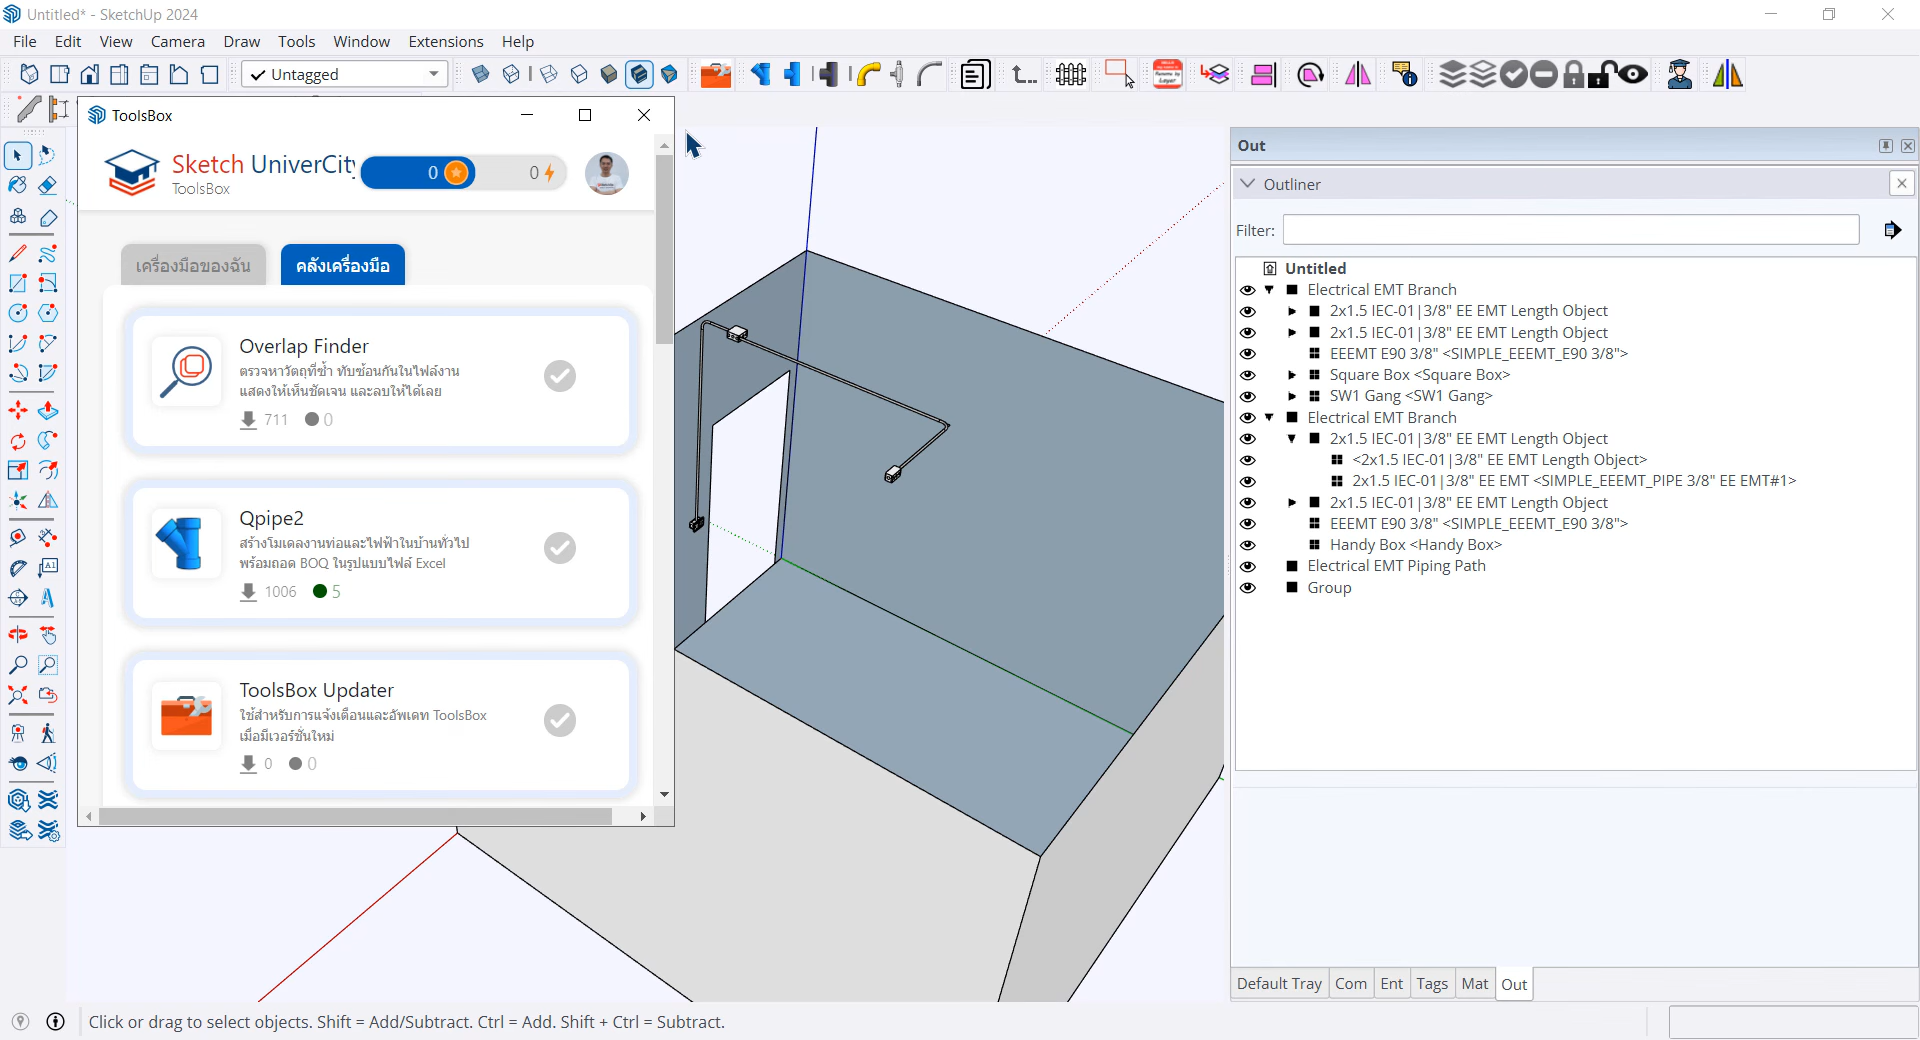 Untitled* - SketchUp 2024
File Edit View Camera Draw Tools Window Extensions Help
Untagged
ToolsBox
Sketch UniverCity
ToolsBox
0
0
เครื่องมือของฉัน
คลังเครื่องมือ
Overlap Finder
ตรวจหาวัตถุที่ซ้ำ ทับซ้อนกันในไฟล์งาน
แสดงให้เห็นชัดเจน และลบให้ได้เลย
711 0
Qpipe2
สร้างโมเดลงานท่อและไฟฟ้าในบ้านทั่วไป
พร้อมถอด BOQ ในรูปแบบไฟล์ Excel
1006 5
ToolsBox Updater
ใช้สำหรับการแจ้งเตือนและอัพเดท ToolsBox
เมื่อมีเวอร์ชั่นใหม่
0 0
Out
Outliner
Filter:
Untitled
Electrical EMT Branch
2x1.5 IEC-01|3/8" EE EMT Length Object
2x1.5 IEC-01|3/8" EE EMT Length Object
EEEMT E90 3/8" <SIMPLE_EEEMT_E90 3/8">
Square Box <Square Box>
SW1 Gang <SW1 Gang>
Electrical EMT Branch
2x1.5 IEC-01|3/8" EE EMT Length Object
<2x1.5 IEC-01|3/8" EE EMT Length Object>
2x1.5 IEC-01|3/8" EE EMT <SIMPLE_EEEMT_PIPE 3/8" EE EMT#1>
2x1.5 IEC-01|3/8" EE EMT Length Object
EEEMT E90 3/8" <SIMPLE_EEEMT_E90 3/8">
Handy Box <Handy Box>
Electrical EMT Piping Path
Group
Default Tray Com Ent Tags Mat Out
Click or drag to select objects. Shift = Add/Subtract. Ctrl = Add. Shift + Ctrl = Subtract.